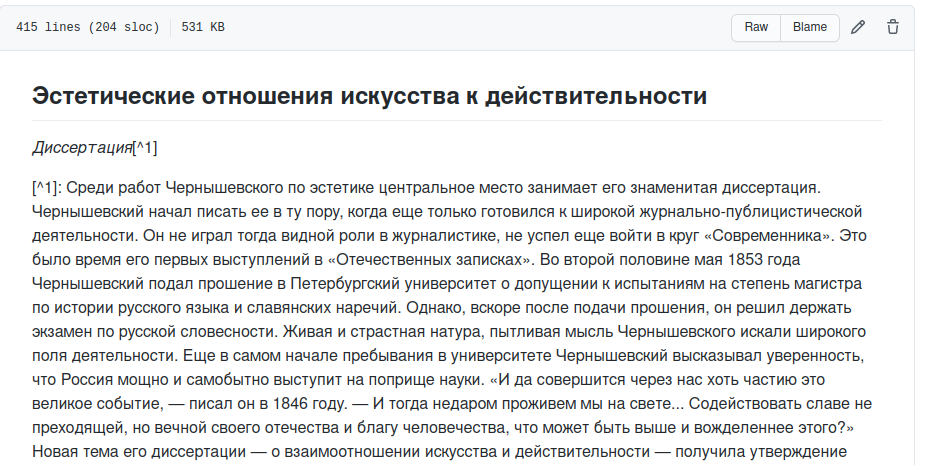 415 lines (204 sloc) 531 KB Raw Blame
Эстетические отношения искусства к действительности
Диссертация[^1]
[^1]: Среди работ Чернышевского по эстетике центральное место занимает его знаменитая диссертация.
Чернышевский начал писать ее в ту пору, когда еще только готовился к широкой журнально-публицистической
деятельности. Он не играл тогда видной роли в журналистике, не успел еще войти в круг «Современника». Это
было время его первых выступлений в «Отечественных записках». Во второй половине мая 1853 года
Чернышевский подал прошение в Петербургский университет о допущении к испытаниям на степень магистра
по истории русского языка и славянских наречий. Однако, вскоре после подачи прошения, он решил держать
экзамен по русской словесности. Живая и страстная натура, пытливая мысль Чернышевского искали широкого
поля деятельности. Еще в самом начале пребывания в университете Чернышевский высказывал уверенность,
что Россия мощно и самобытно выступит на поприще науки. «И да совершится через нас хоть частию это
великое событие, — писал он в 1846 году. — И тогда недаром проживем мы на свете... Содействовать славе не
преходящей, но вечной своего отечества и благу человечества, что может быть выше и вожделеннее этого?»
Новая тема его диссертации — о взаимоотношении искусства и действительности — получила утверждение